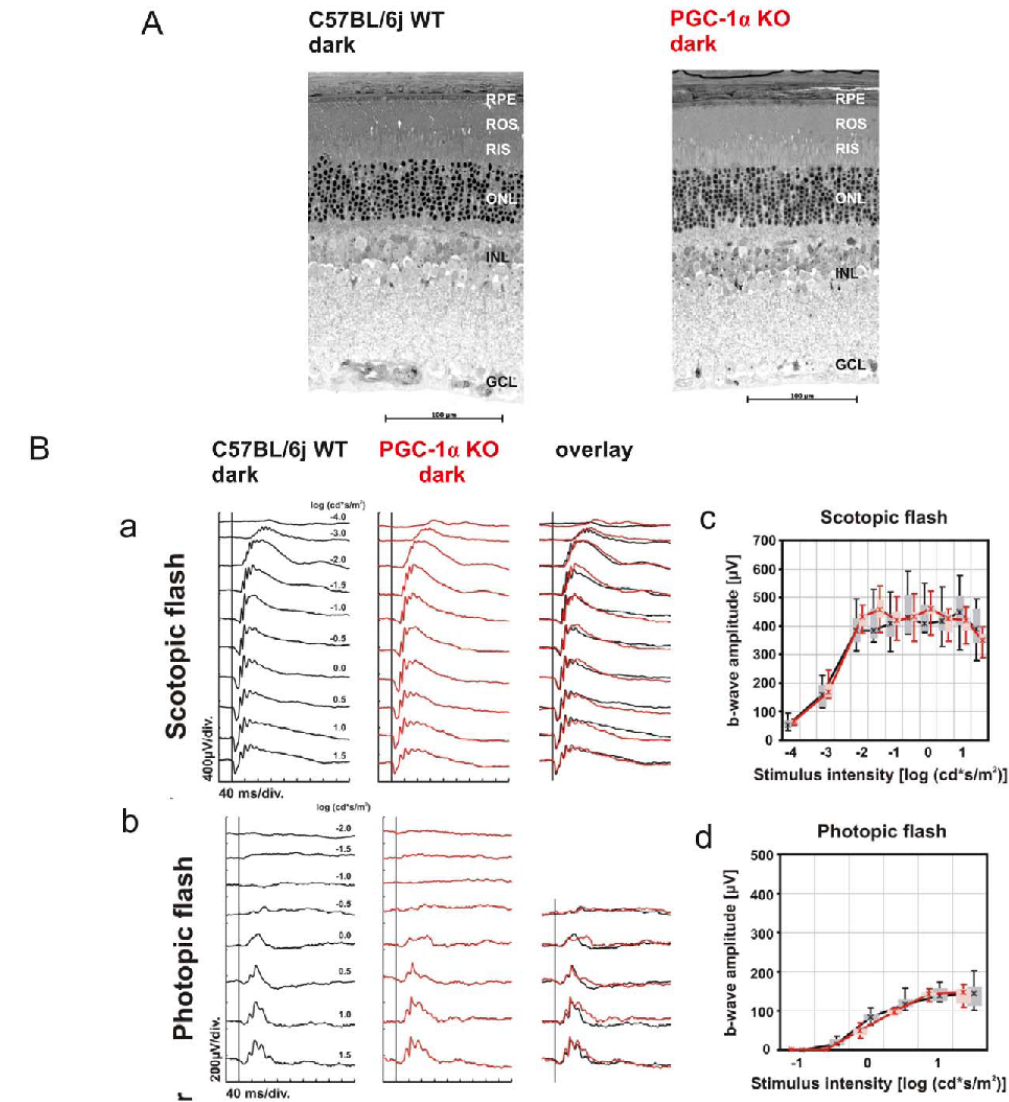 A
C57BL/6j WT
dark
PGC-1α KO
dark
RPE
ROS
RIS
ONL
INL
GCL
100 µm
RPE
ROS
RIS
ONL
INL
GCL
100 µm
B
C57BL/6j WT
dark
PGC-1α KO
dark
overlay
a
Scotopic flash
log (cd*s/m²)
-4.0
-3.0
-2.0
-1.5
-1.0
-0.5
0.0
0.5
1.0
1.5
400µV/div.
40 ms/div.
c
Scotopic flash
b-wave amplitude [µV]
700
600
500
400
300
200
100
0
-4 -3 -2 -1 0 1
Stimulus intensity [log (cd*s/m²)]
b
Photopic flash
log (cd*s/m²)
-2.0
-1.5
-1.0
-0.5
0.0
0.5
1.0
1.5
200µV/div.
40 ms/div.
d
Photopic flash
b-wave amplitude [µV]
500
400
300
200
100
0
-1 0 1
Stimulus intensity [log (cd*s/m²)]